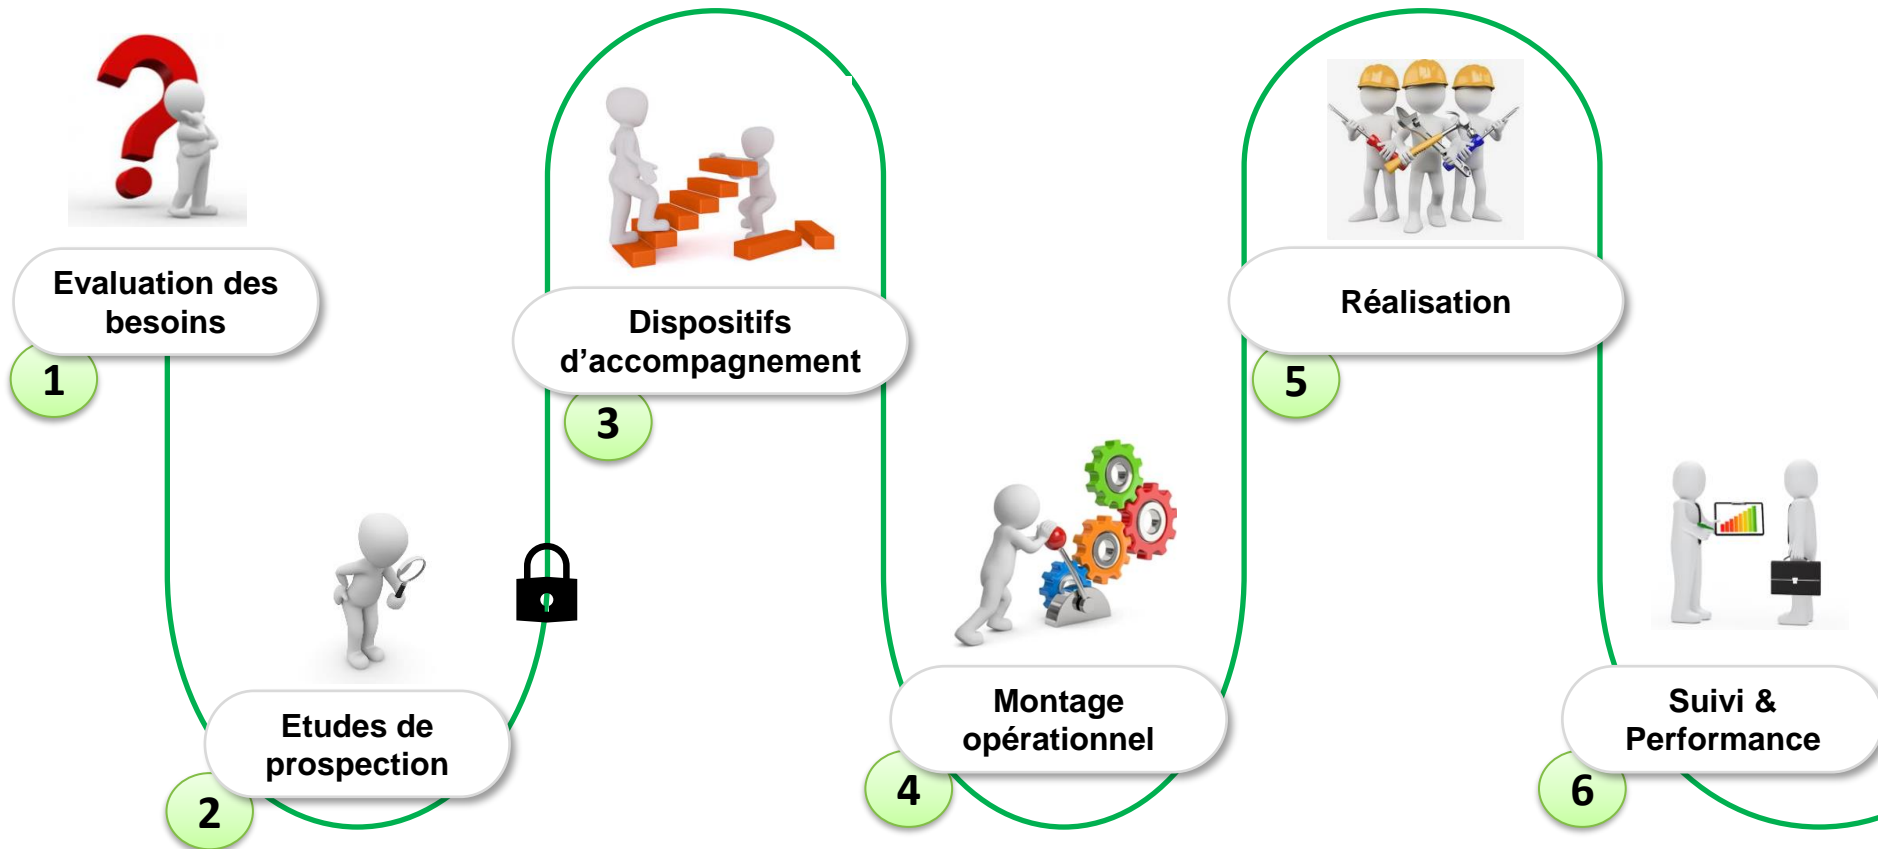 Evaluation des
besoins
1
Etudes de
prospection
2
Dispositifs
d’accompagnement
3
Montage
opérationnel
4
Réalisation
5
Suivi &
Performance
6